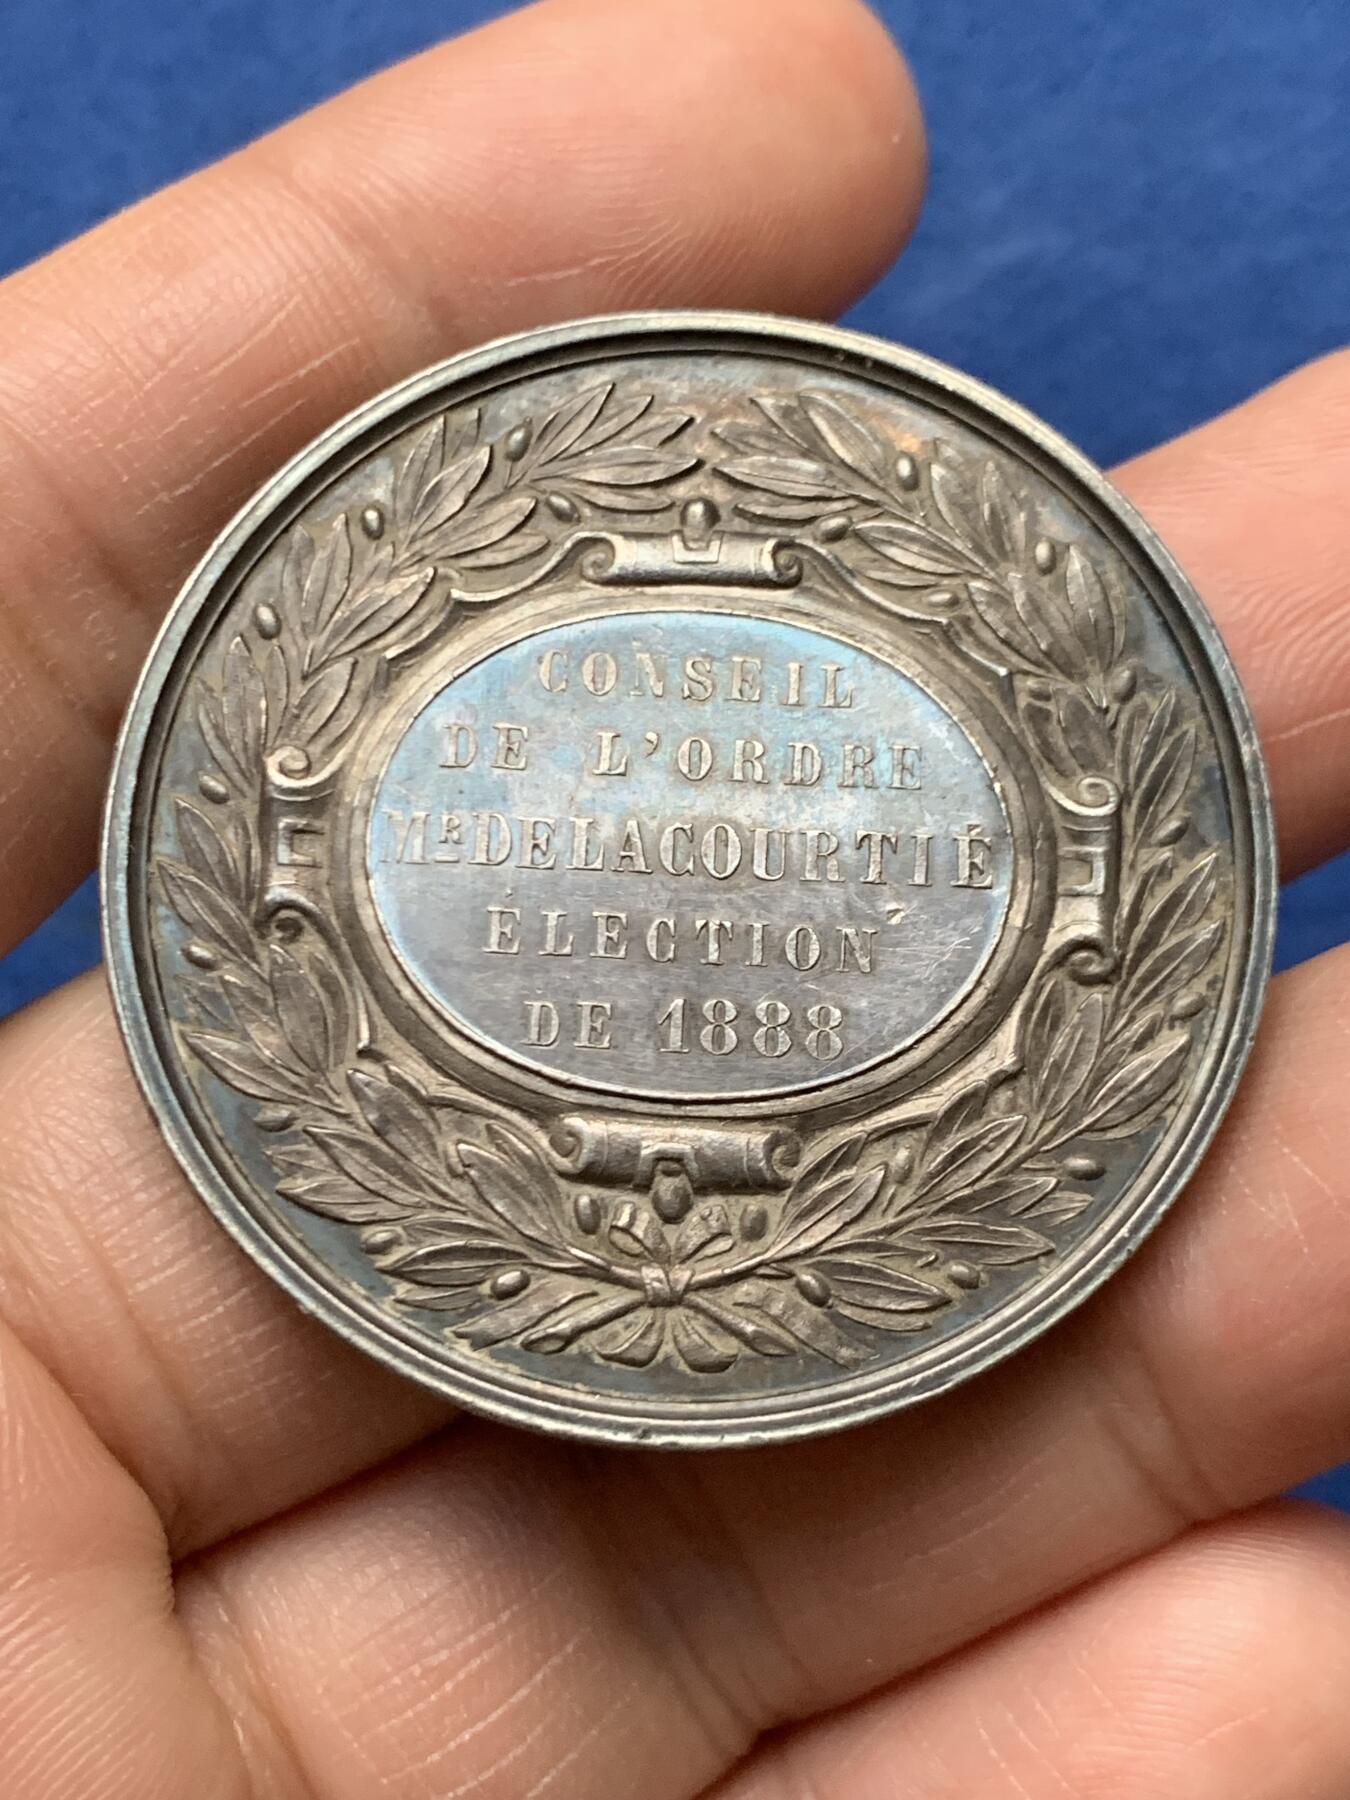 CONSEIL
DE L'ORDRE
MR DELACOURTIÉ
ÉLECTION
DE 1888